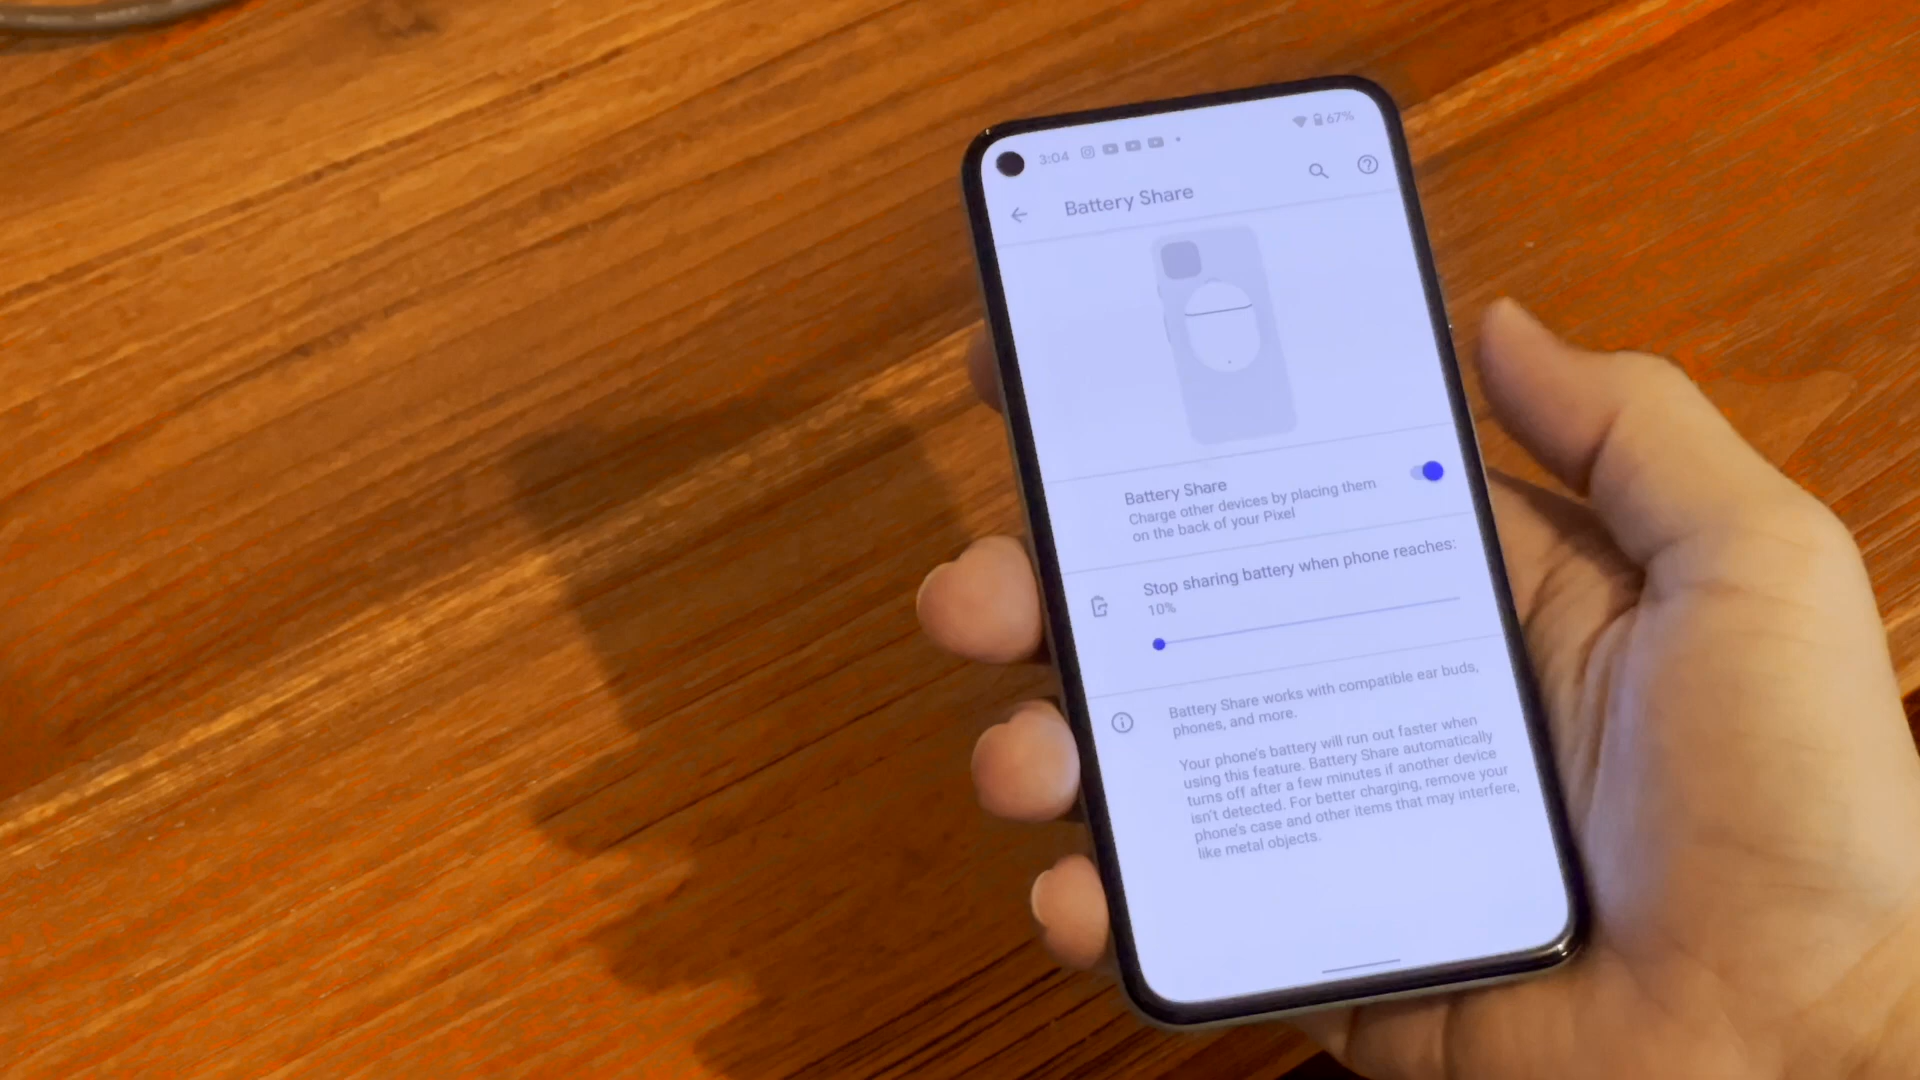 3:04
67%
Battery Share
Battery Share
Charge other devices by placing them
on the back of your Pixel
Stop sharing battery when phone reaches:
10%
Battery Share works with compatible ear buds,
phones, and more.
Your phone's battery will run out faster when
using this feature. Battery Share automatically
turns off after a few minutes if another device
isn't detected. For better charging, remove your
phone's case and other items that may interfere,
like metal objects.